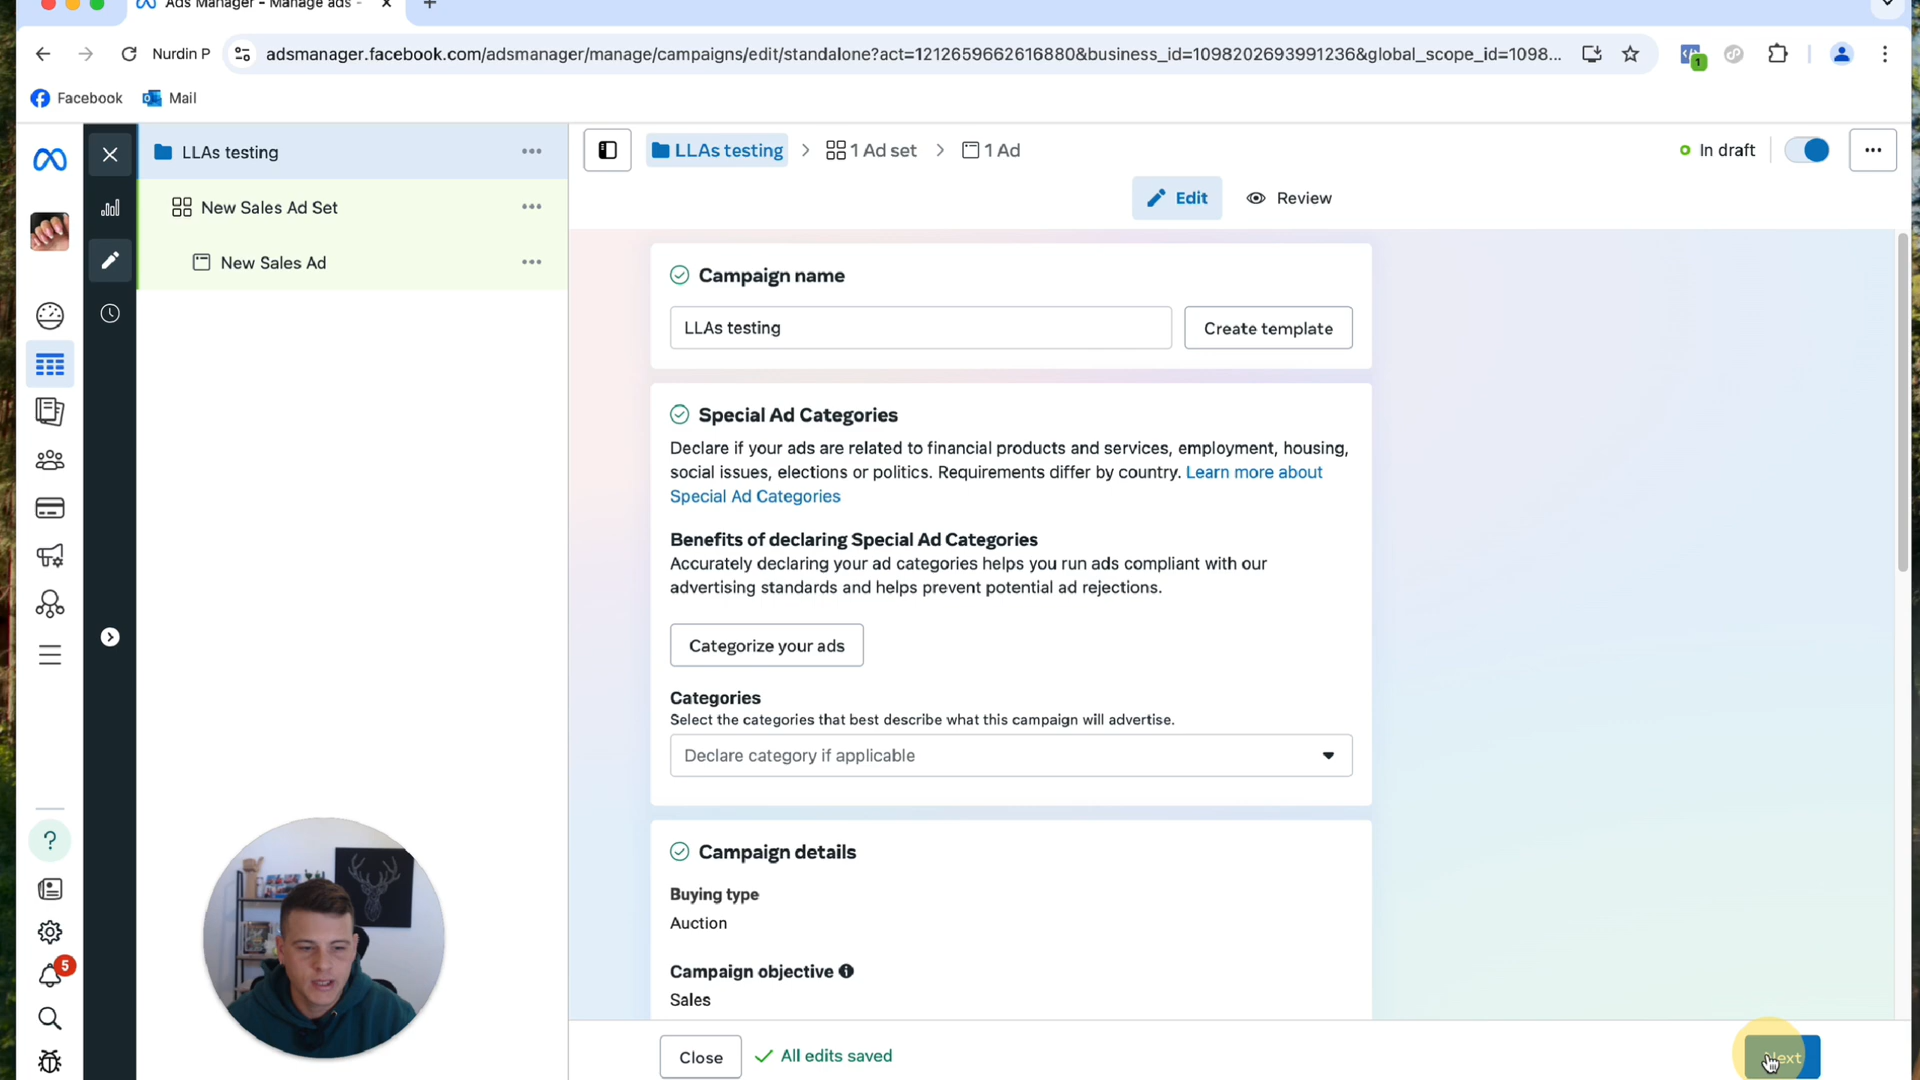 Ads Manager - Manage ads -
Nurdin P
adsmanager.facebook.com/adsmanager/manage/campaigns/edit/standalone?act=1212659662616880&business_id=1098202693991236&global_scope_id=1098...
1
Facebook
Mail
LLAs testing
New Sales Ad Set
New Sales Ad
LLAs testing
1 Ad set
1 Ad
In draft
Edit
Review
Campaign name
LLAs testing
Create template
Special Ad Categories
Declare if your ads are related to financial products and services, employment, housing,
social issues, elections or politics. Requirements differ by country. Learn more about
Special Ad Categories
Benefits of declaring Special Ad Categories
Accurately declaring your ad categories helps you run ads compliant with our
advertising standards and helps prevent potential ad rejections.
Categorize your ads
Categories
Select the categories that best describe what this campaign will advertise.
Declare category if applicable
Campaign details
Buying type
Auction
Campaign objective
Sales
5
Close
All edits saved
Next